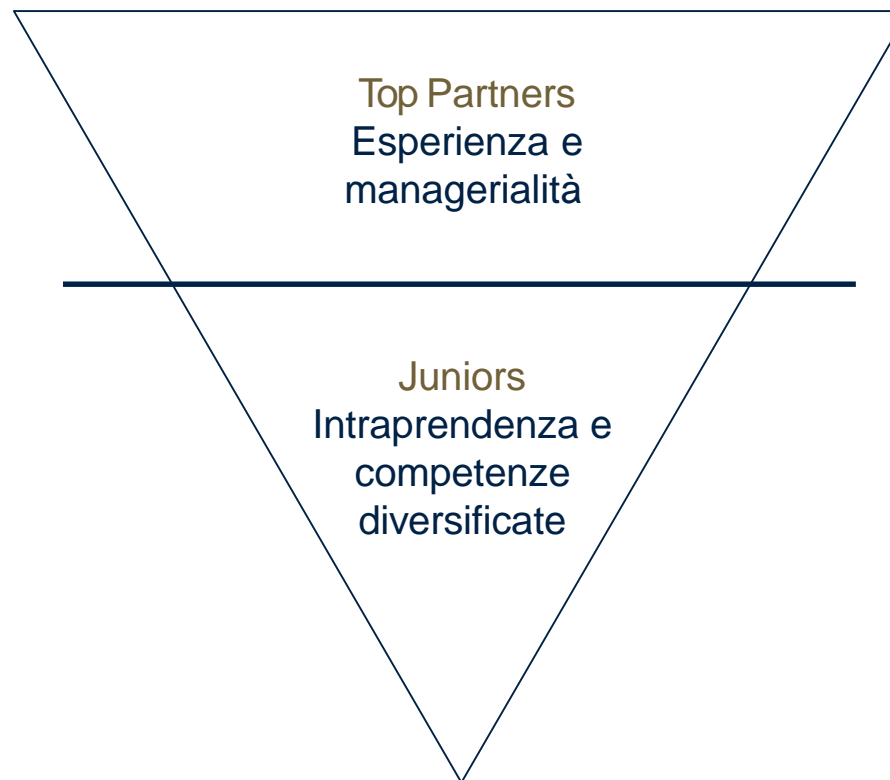 Top Partners
Esperienza e
managerialità
Juniors
Intraprendenza e
competenze
diversificate